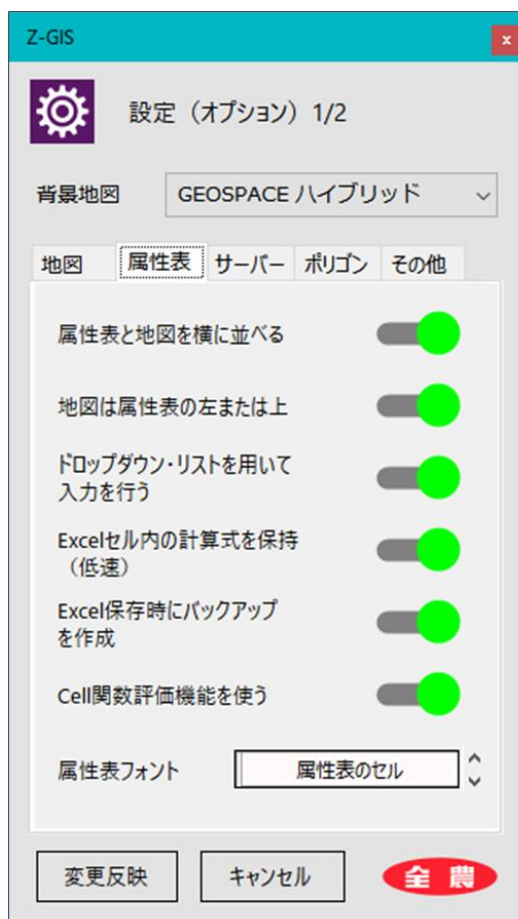 Z-GIS
x
設定（オプション）1/2
背景地図 GEOSPACE ハイブリッド
地図 属性表 サーバー ポリゴン その他
属性表と地図を横に並べる
地図は属性表の左または上
ドロップダウン・リストを用いて
入力を行う
Excelセル内の計算式を保持
（低速）
Excel保存時にバックアップ
を作成
Cell関数評価機能を使う
属性表フォント 属性表のセル
変更反映 キャンセル 全農